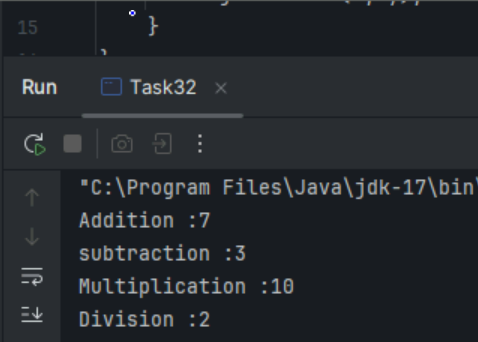 15
}
}
Run Task32
"C:\Program Files\Java\jdk-17\bin\
Addition :7
subtraction :3
Multiplication :10
Division :2